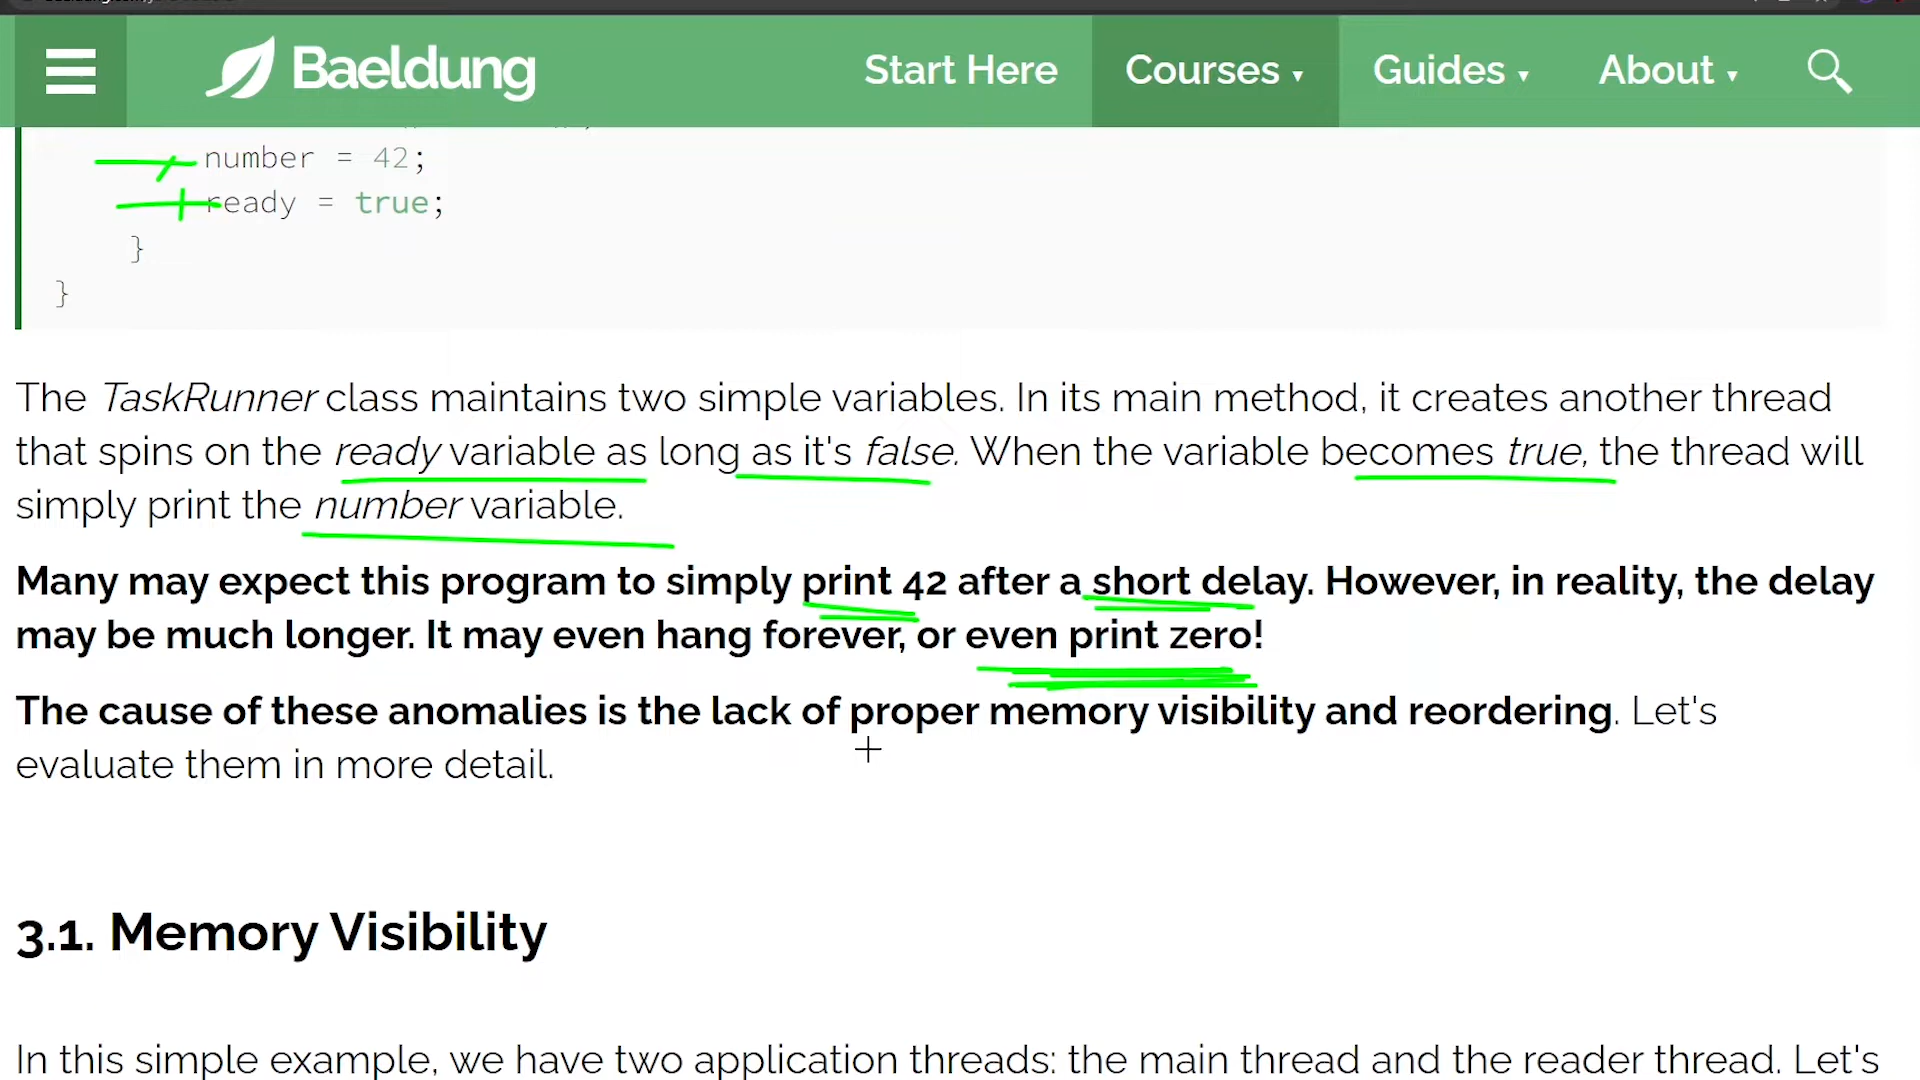 Baeldung
Start Here
Courses ▾
Guides ▾
About ▾
number = 42;
ready = true;
}
}
The TaskRunner class maintains two simple variables. In its main method, it creates another thread
that spins on the ready variable as long as it's false. When the variable becomes true, the thread will
simply print the number variable.
Many may expect this program to simply print 42 after a short delay. However, in reality, the delay
may be much longer. It may even hang forever, or even print zero!
The cause of these anomalies is the lack of proper memory visibility and reordering. Let's
evaluate them in more detail.
3.1. Memory Visibility
In this simple example, we have two application threads: the main thread and the reader thread. Let's